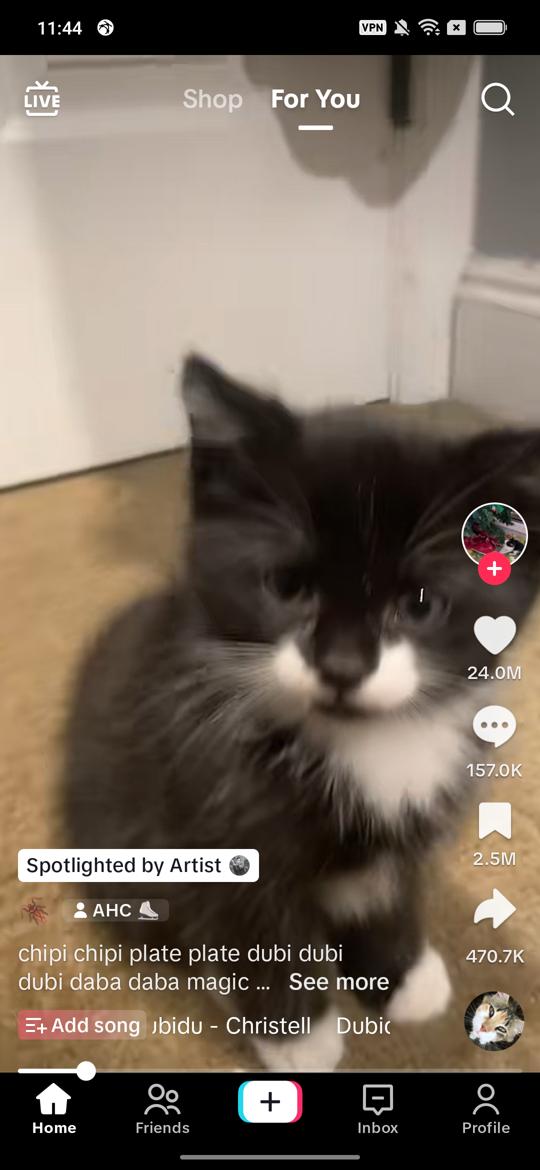 11:44
VPN
LIVE
Shop
For You
24.0M
157.0K
2.5M
470.7K
Spotlighted by Artist
AHC ⛸️
chipi chipi plate plate dubi dubi
dubi daba daba magic ... See more
Add song ubidu - Christell Dubid
Home
Friends
Inbox
Profile